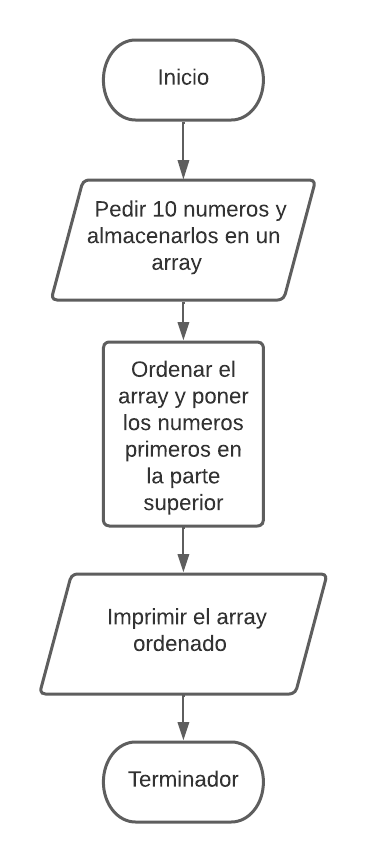 Inicio
Pedir 10 numeros y
almacenarlos en un
array
Ordenar el
array y poner
los numeros
primeros en
la parte
superior
Imprimir el array
ordenado
Terminador